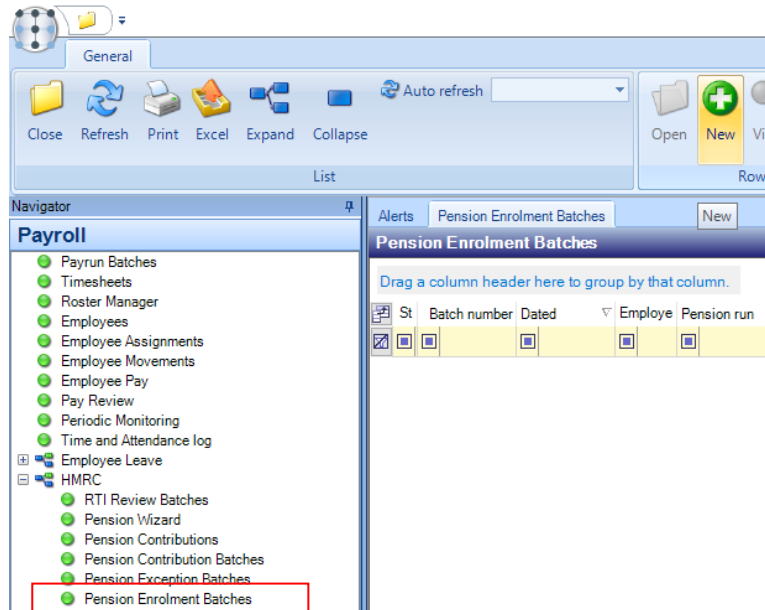 General
Auto refresh
Close Refresh Print Excel Expand Collapse
Open New Vi
List
Row
Navigator
Payroll
Payrun Batches
Timesheets
Roster Manager
Employees
Employee Assignments
Employee Movements
Employee Pay
Pay Review
Periodic Monitoring
Time and Attendance log
Employee Leave
HMRC
RTI Review Batches
Pension Wizard
Pension Contributions
Pension Contribution Batches
Pension Exception Batches
Pension Enrolment Batches
Alerts Pension Enrolment Batches
New
Pension Enrolment Batches
Drag a column header here to group by that column.
St Batch number Dated Employe Pension run